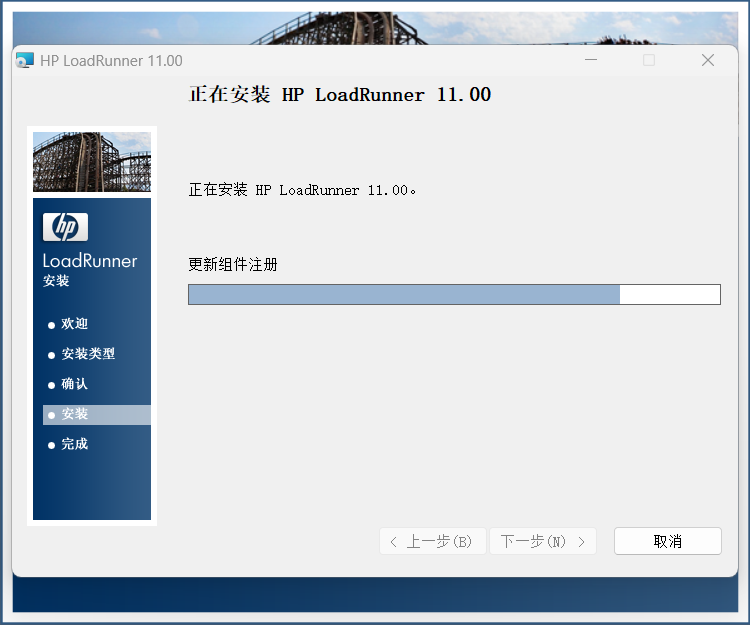 HP LoadRunner 11.00
正在安装 HP LoadRunner 11.00
正在安装 HP LoadRunner 11.00。
更新组件注册
hp
LoadRunner
安装
欢迎
安装类型
确认
安装
完成
< 上一步(B)
下一步(N) >
取消